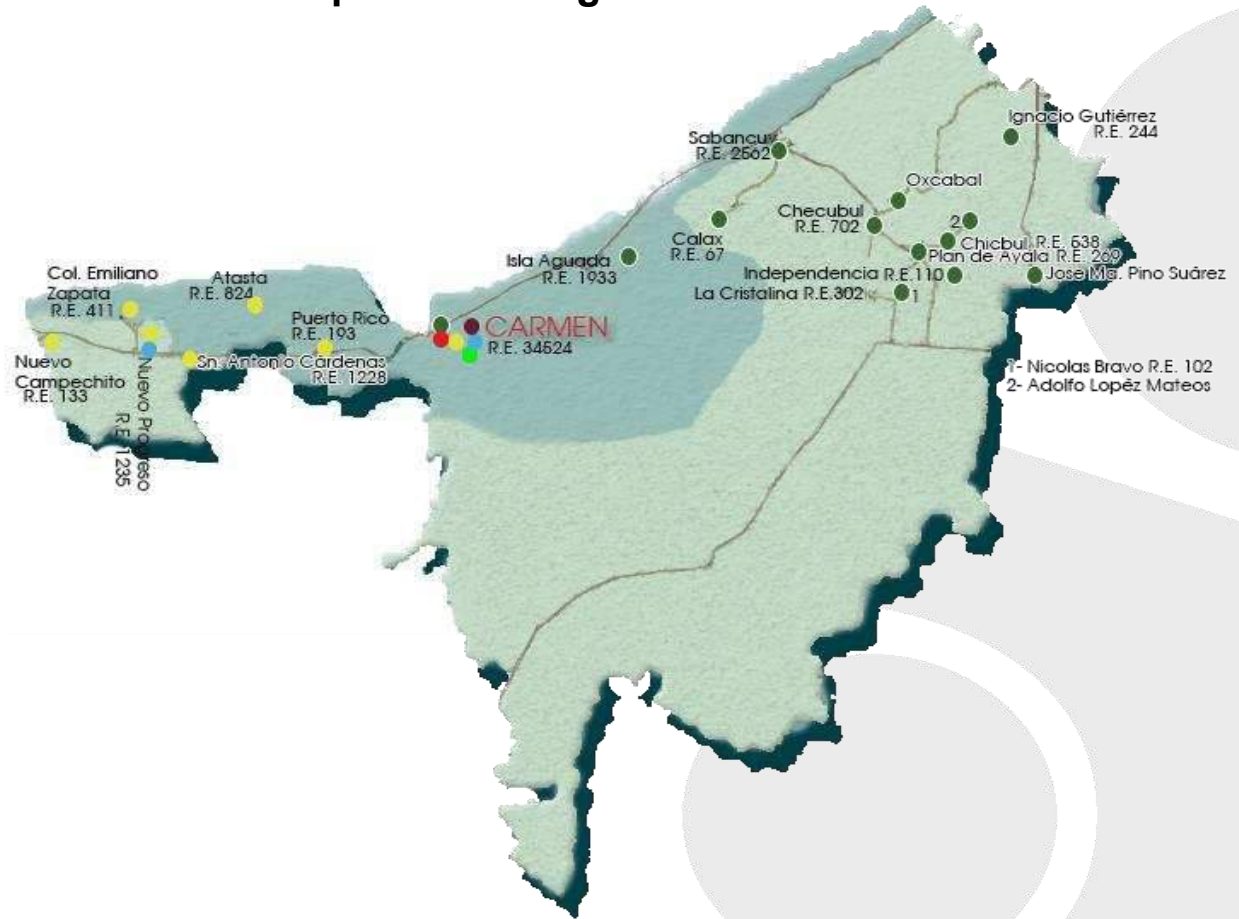 Ignacio Gutiérrez
R.E. 244
Sabancuy
R.E. 2562
Oxcabal
Checubul
R.E. 702
2
Calax
R.E. 67
Chicbul R.E. 638
Plan de Ayala R.E. 269
Isla Aguada
R.E. 1933
Independencia R.E.110
Jose Ma. Pino Suárez
La Cristalina R.E.302
1
Col. Emiliano
Zapata
R.E. 411
Atasta
R.E. 824
Puerto Rico
R.E. 193
CARMEN
R.E. 34524
Nuevo
Campechito
R.E. 133
Sn. Antonio Cárdenas
R.E. 1228
Nuevo Progreso
R.E. 1235
1- Nicolas Bravo R.E. 102
2- Adolfo Lopéz Mateos